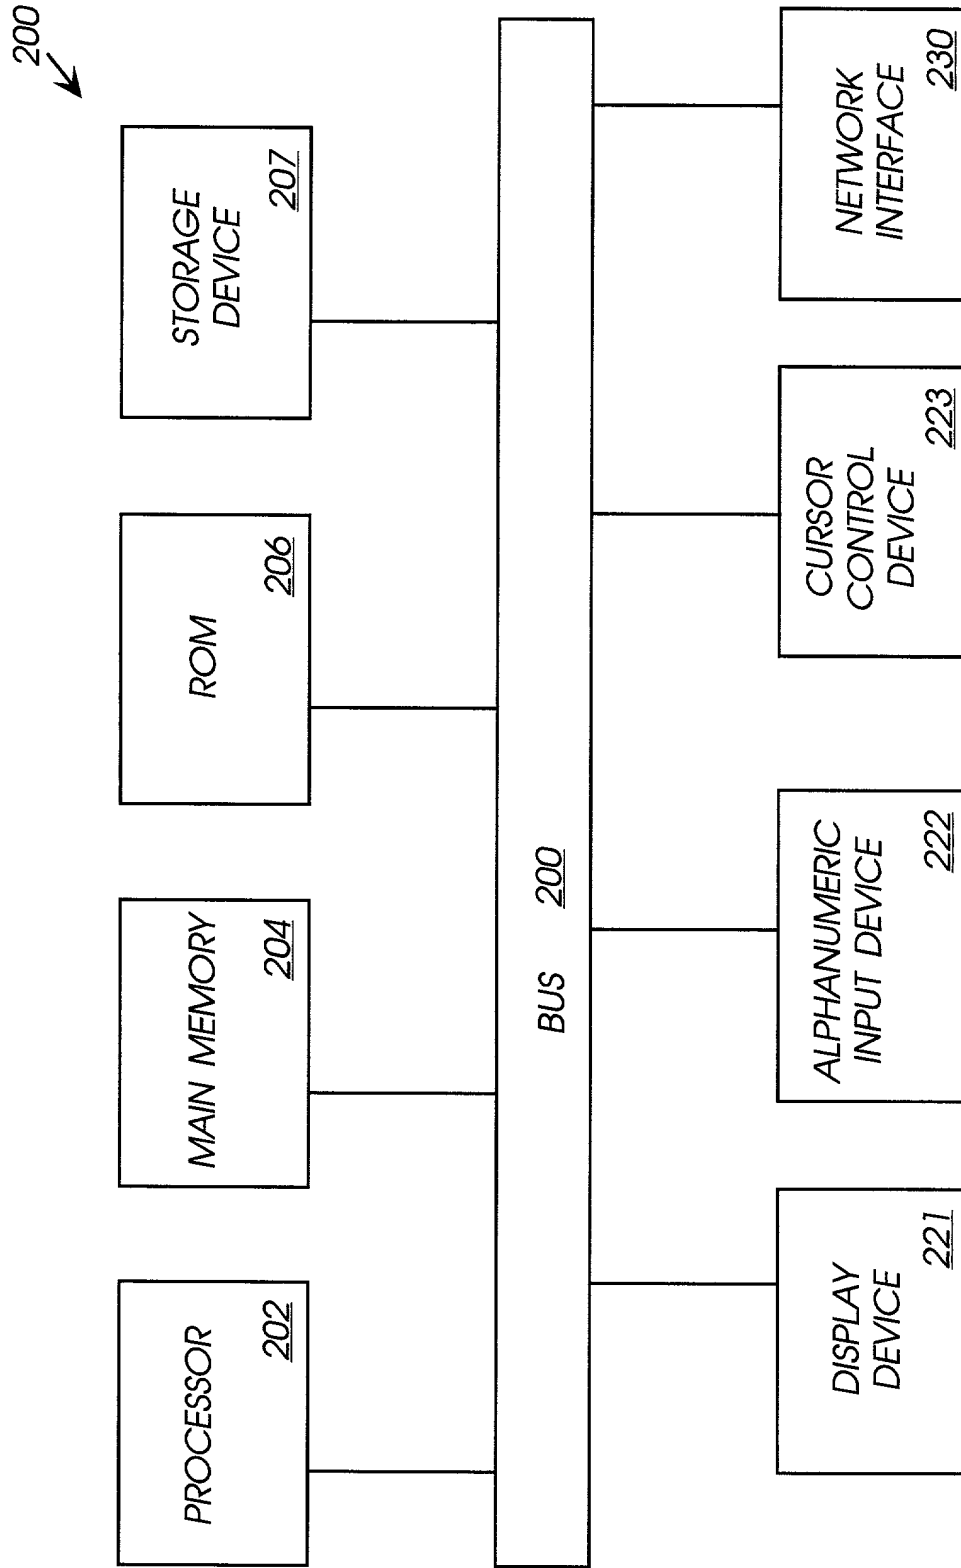 200
PROCESSOR
202
MAIN MEMORY
204
ROM
206
STORAGE
DEVICE
207
BUS 200
DISPLAY
DEVICE
221
ALPHANUMERIC
INPUT DEVICE
222
CURSOR
CONTROL
DEVICE
223
NETWORK
INTERFACE
230